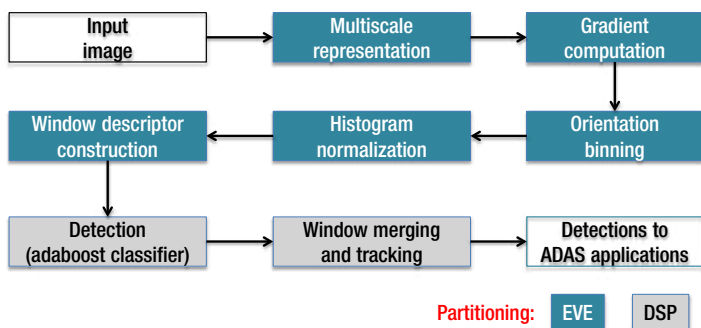 Input
image
Multiscale
representation
Gradient
computation
Window descriptor
construction
Histogram
normalization
Orientation
binning
Detection
(adaboost classifier)
Window merging
and tracking
Detections to
ADAS applications
Partitioning:
EVE
DSP